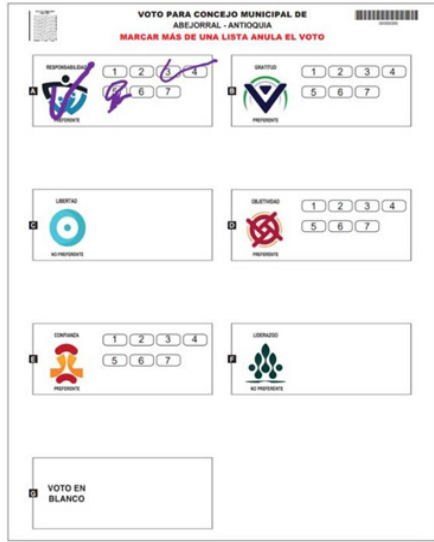 VOTO PARA CONCEJO MUNICIPAL DE
ABEJORRAL - ANTIOQUIA
MARCAR MÁS DE UNA LISTA ANULA EL VOTO
RESPONSABILIDAD
1 2 3 4
6 7
A
PREFERENTE
GRATITUD
1 2 3 4
5 6 7
B
PREFERENTE
LIBERTAD
C
NO PREFERENTE
OBJETIVIDAD
1 2 3 4
5 6 7
D
PREFERENTE
CONFIANZA
1 2 3 4
5 6 7
E
PREFERENTE
LIDERAZGO
F
NO PREFERENTE
G
VOTO EN
BLANCO